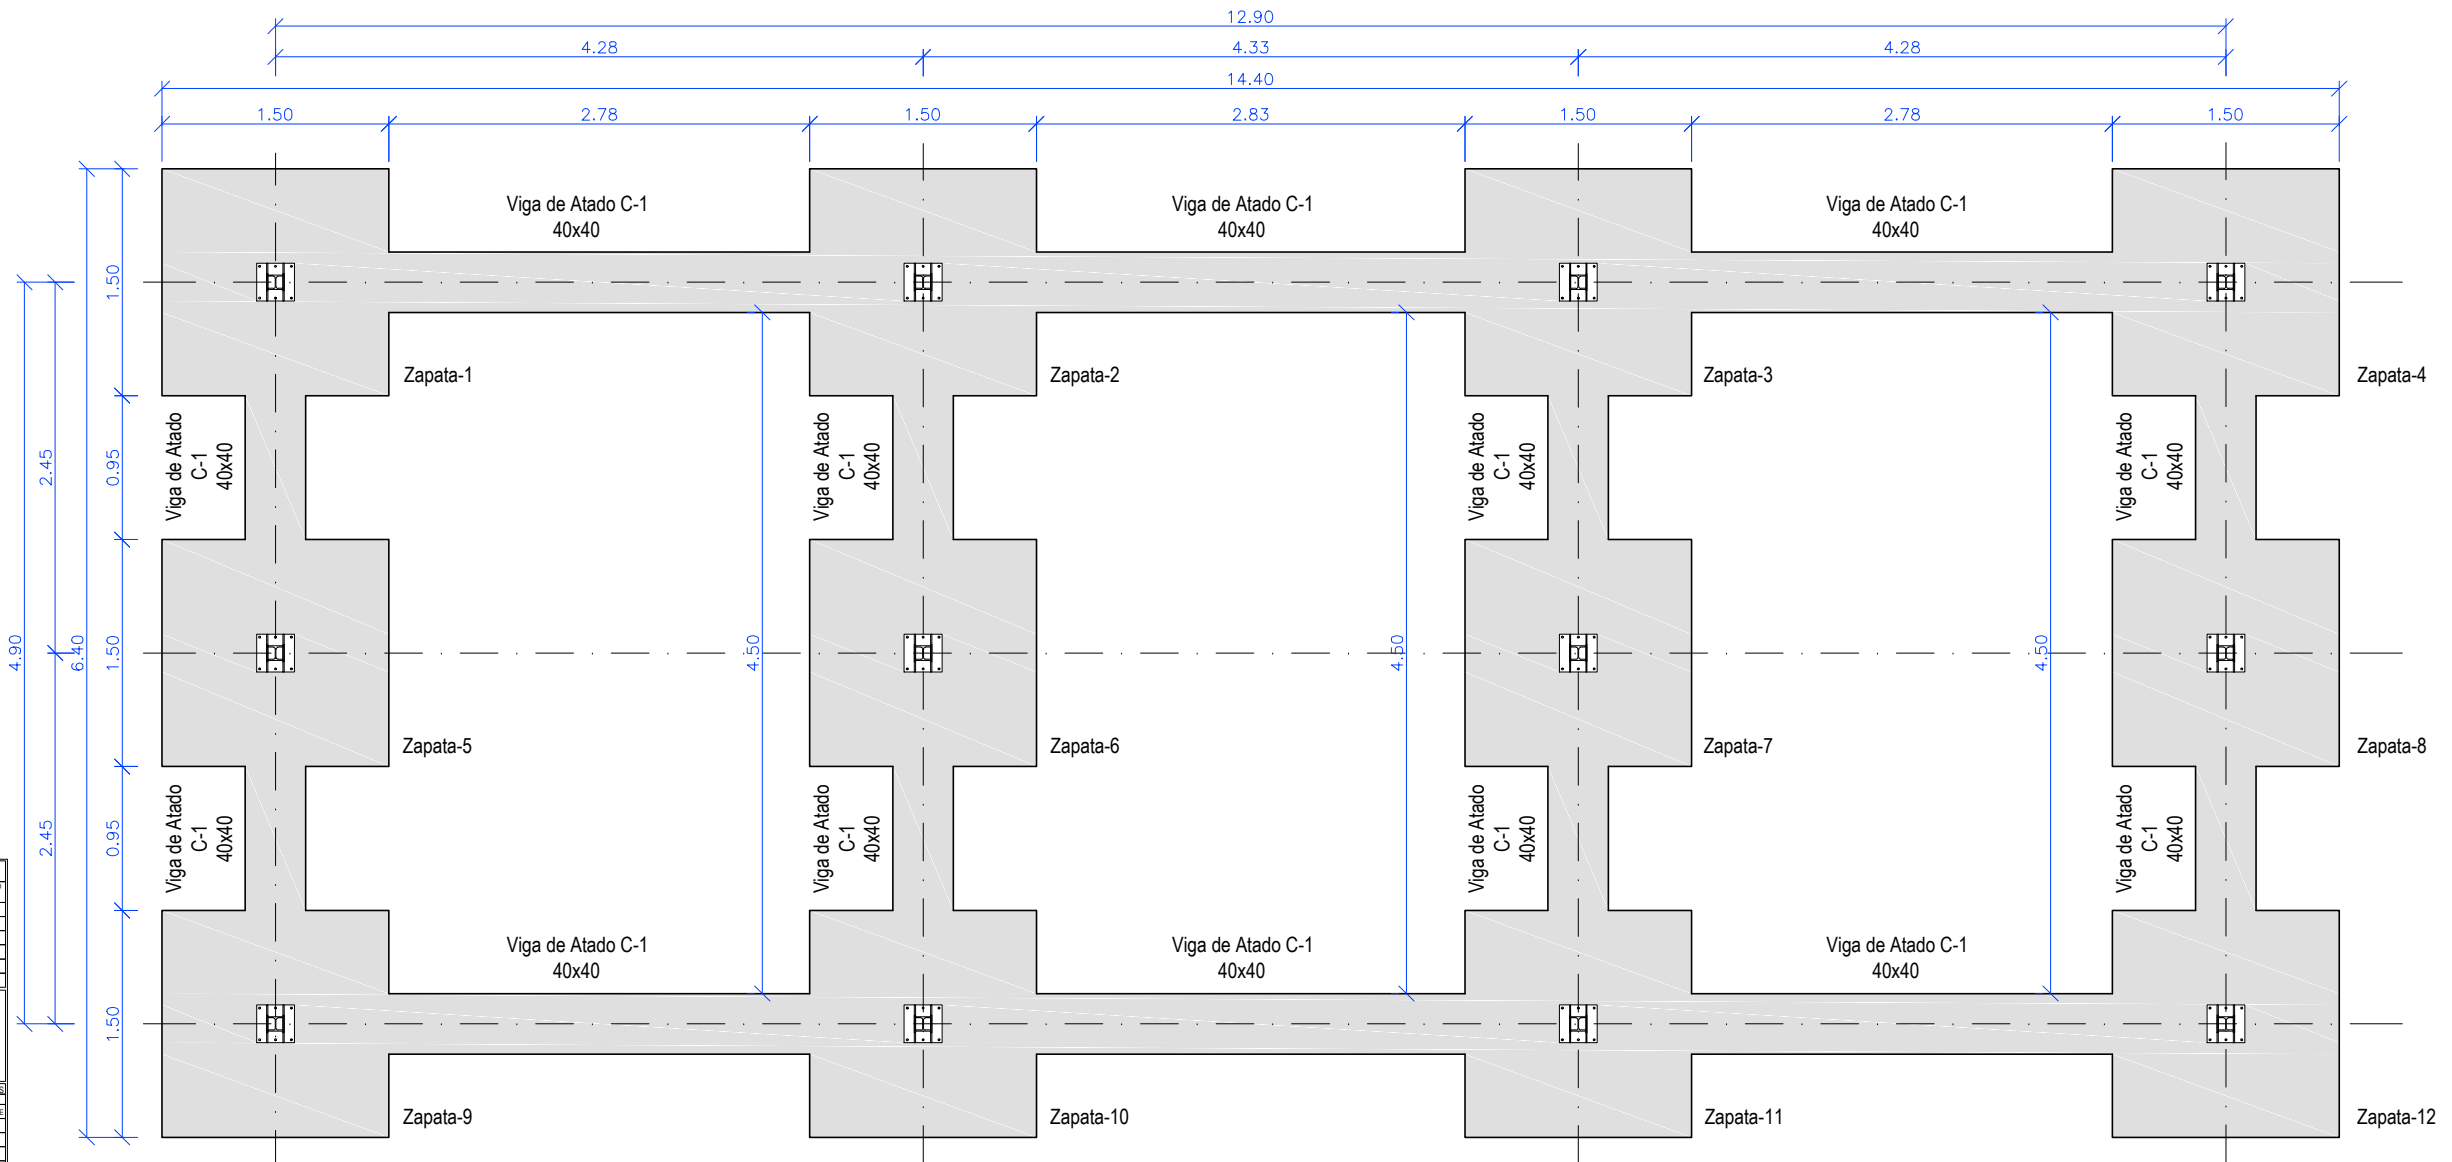 12.90
4.28
4.33
4.28
14.40
1.50
2.78
1.50
2.83
1.50
2.78
1.50
Viga de Atado C-1
40x40
Viga de Atado C-1
40x40
Viga de Atado C-1
40x40
1.50
Zapata-1
Zapata-2
Zapata-3
Zapata-4
2.45
0.95
Viga de Atado
C-1
40x40
Viga de Atado
C-1
40x40
Viga de Atado
C-1
40x40
Viga de Atado
C-1
40x40
4.90
6.40
1.50
4.50
4.50
4.50
Zapata-5
Zapata-6
Zapata-7
Zapata-8
2.45
0.95
Viga de Atado
C-1
40x40
Viga de Atado
C-1
40x40
Viga de Atado
C-1
40x40
Viga de Atado
C-1
40x40
Viga de Atado C-1
40x40
Viga de Atado C-1
40x40
Viga de Atado C-1
40x40
1.50
Zapata-9
Zapata-10
Zapata-11
Zapata-12